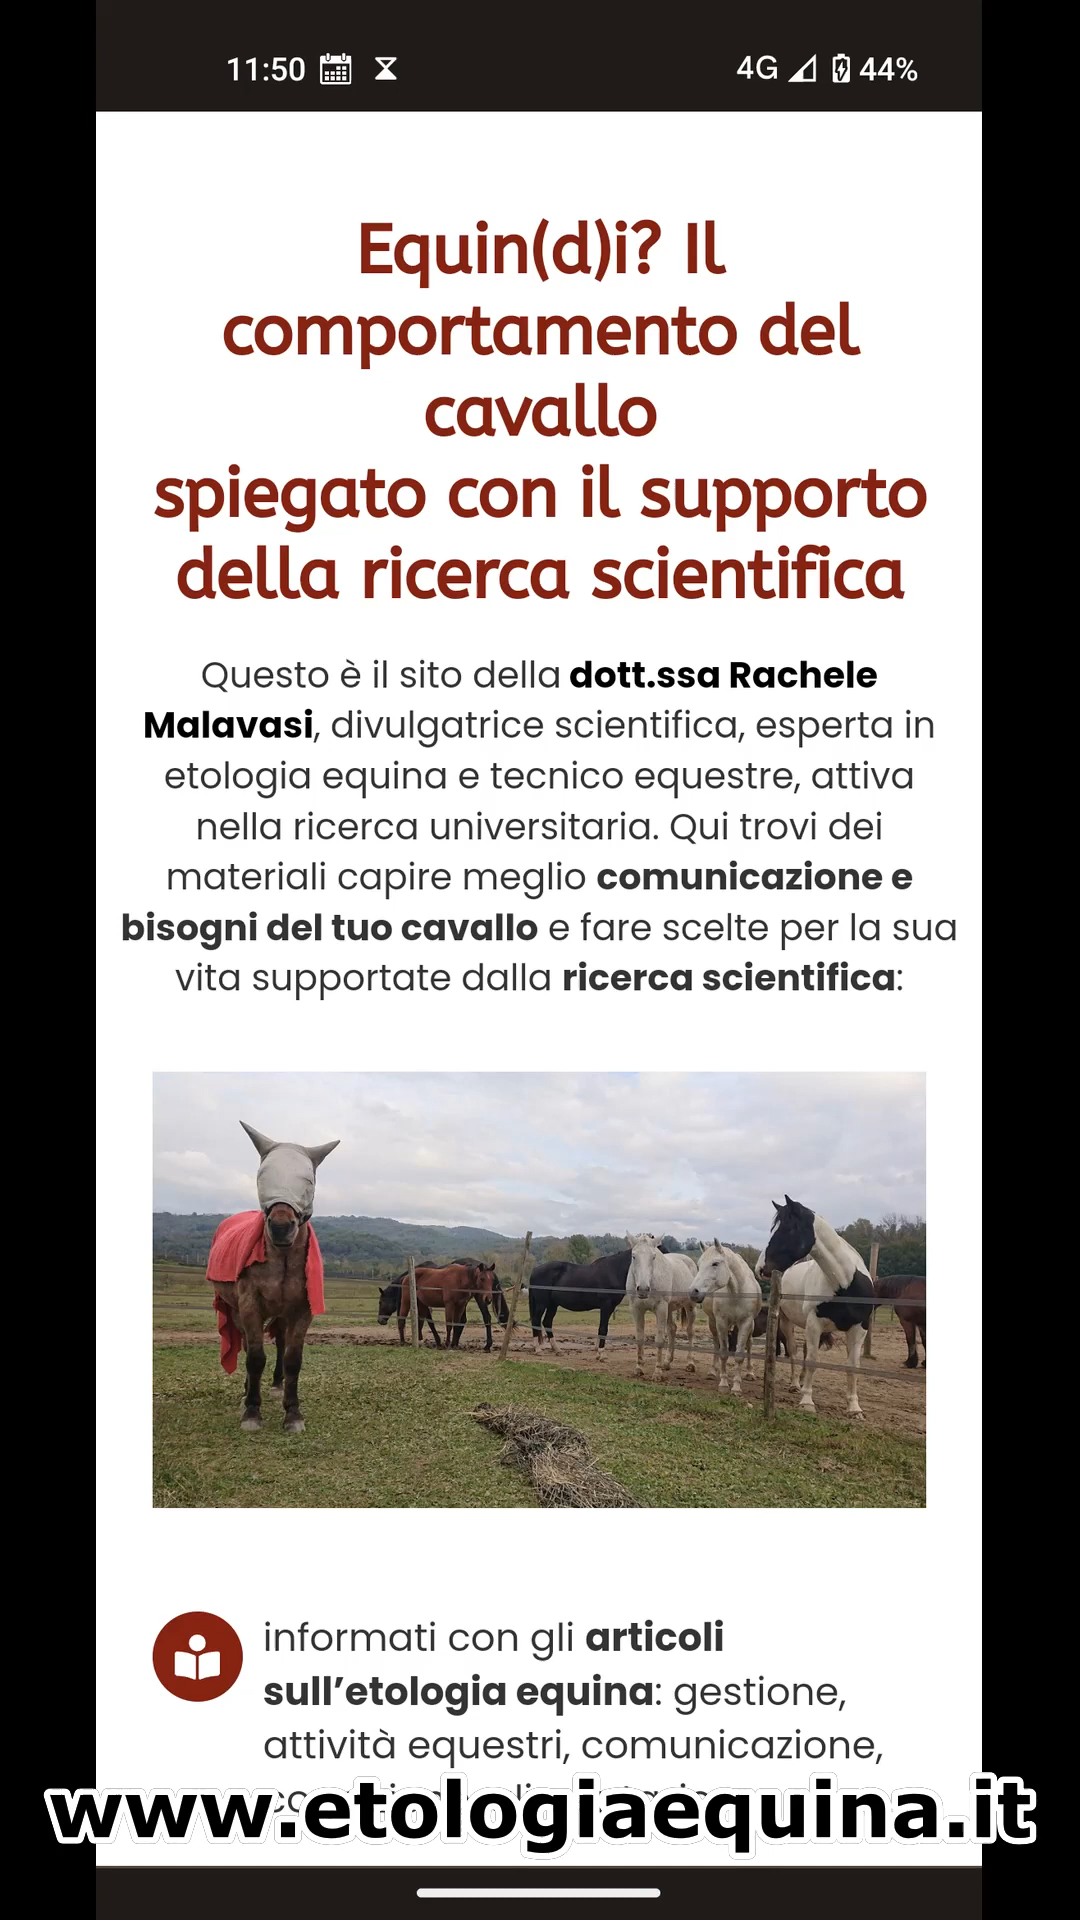 11:50
4G 44%
Equin(d)i? Il
comportamento del
cavallo
spiegato con il supporto
della ricerca scientifica
Questo è il sito della dott.ssa Rachele
Malavasi, divulgatrice scientifica, esperta in
etologia equina e tecnico equestre, attiva
nella ricerca universitaria. Qui trovi dei
materiali capire meglio comunicazione e
bisogni del tuo cavallo e fare scelte per la sua
vita supportate dalla ricerca scientifica:
informati con gli articoli
sull’etologia equina: gestione,
attività equestri, comunicazione,
www.etologiaequina.it